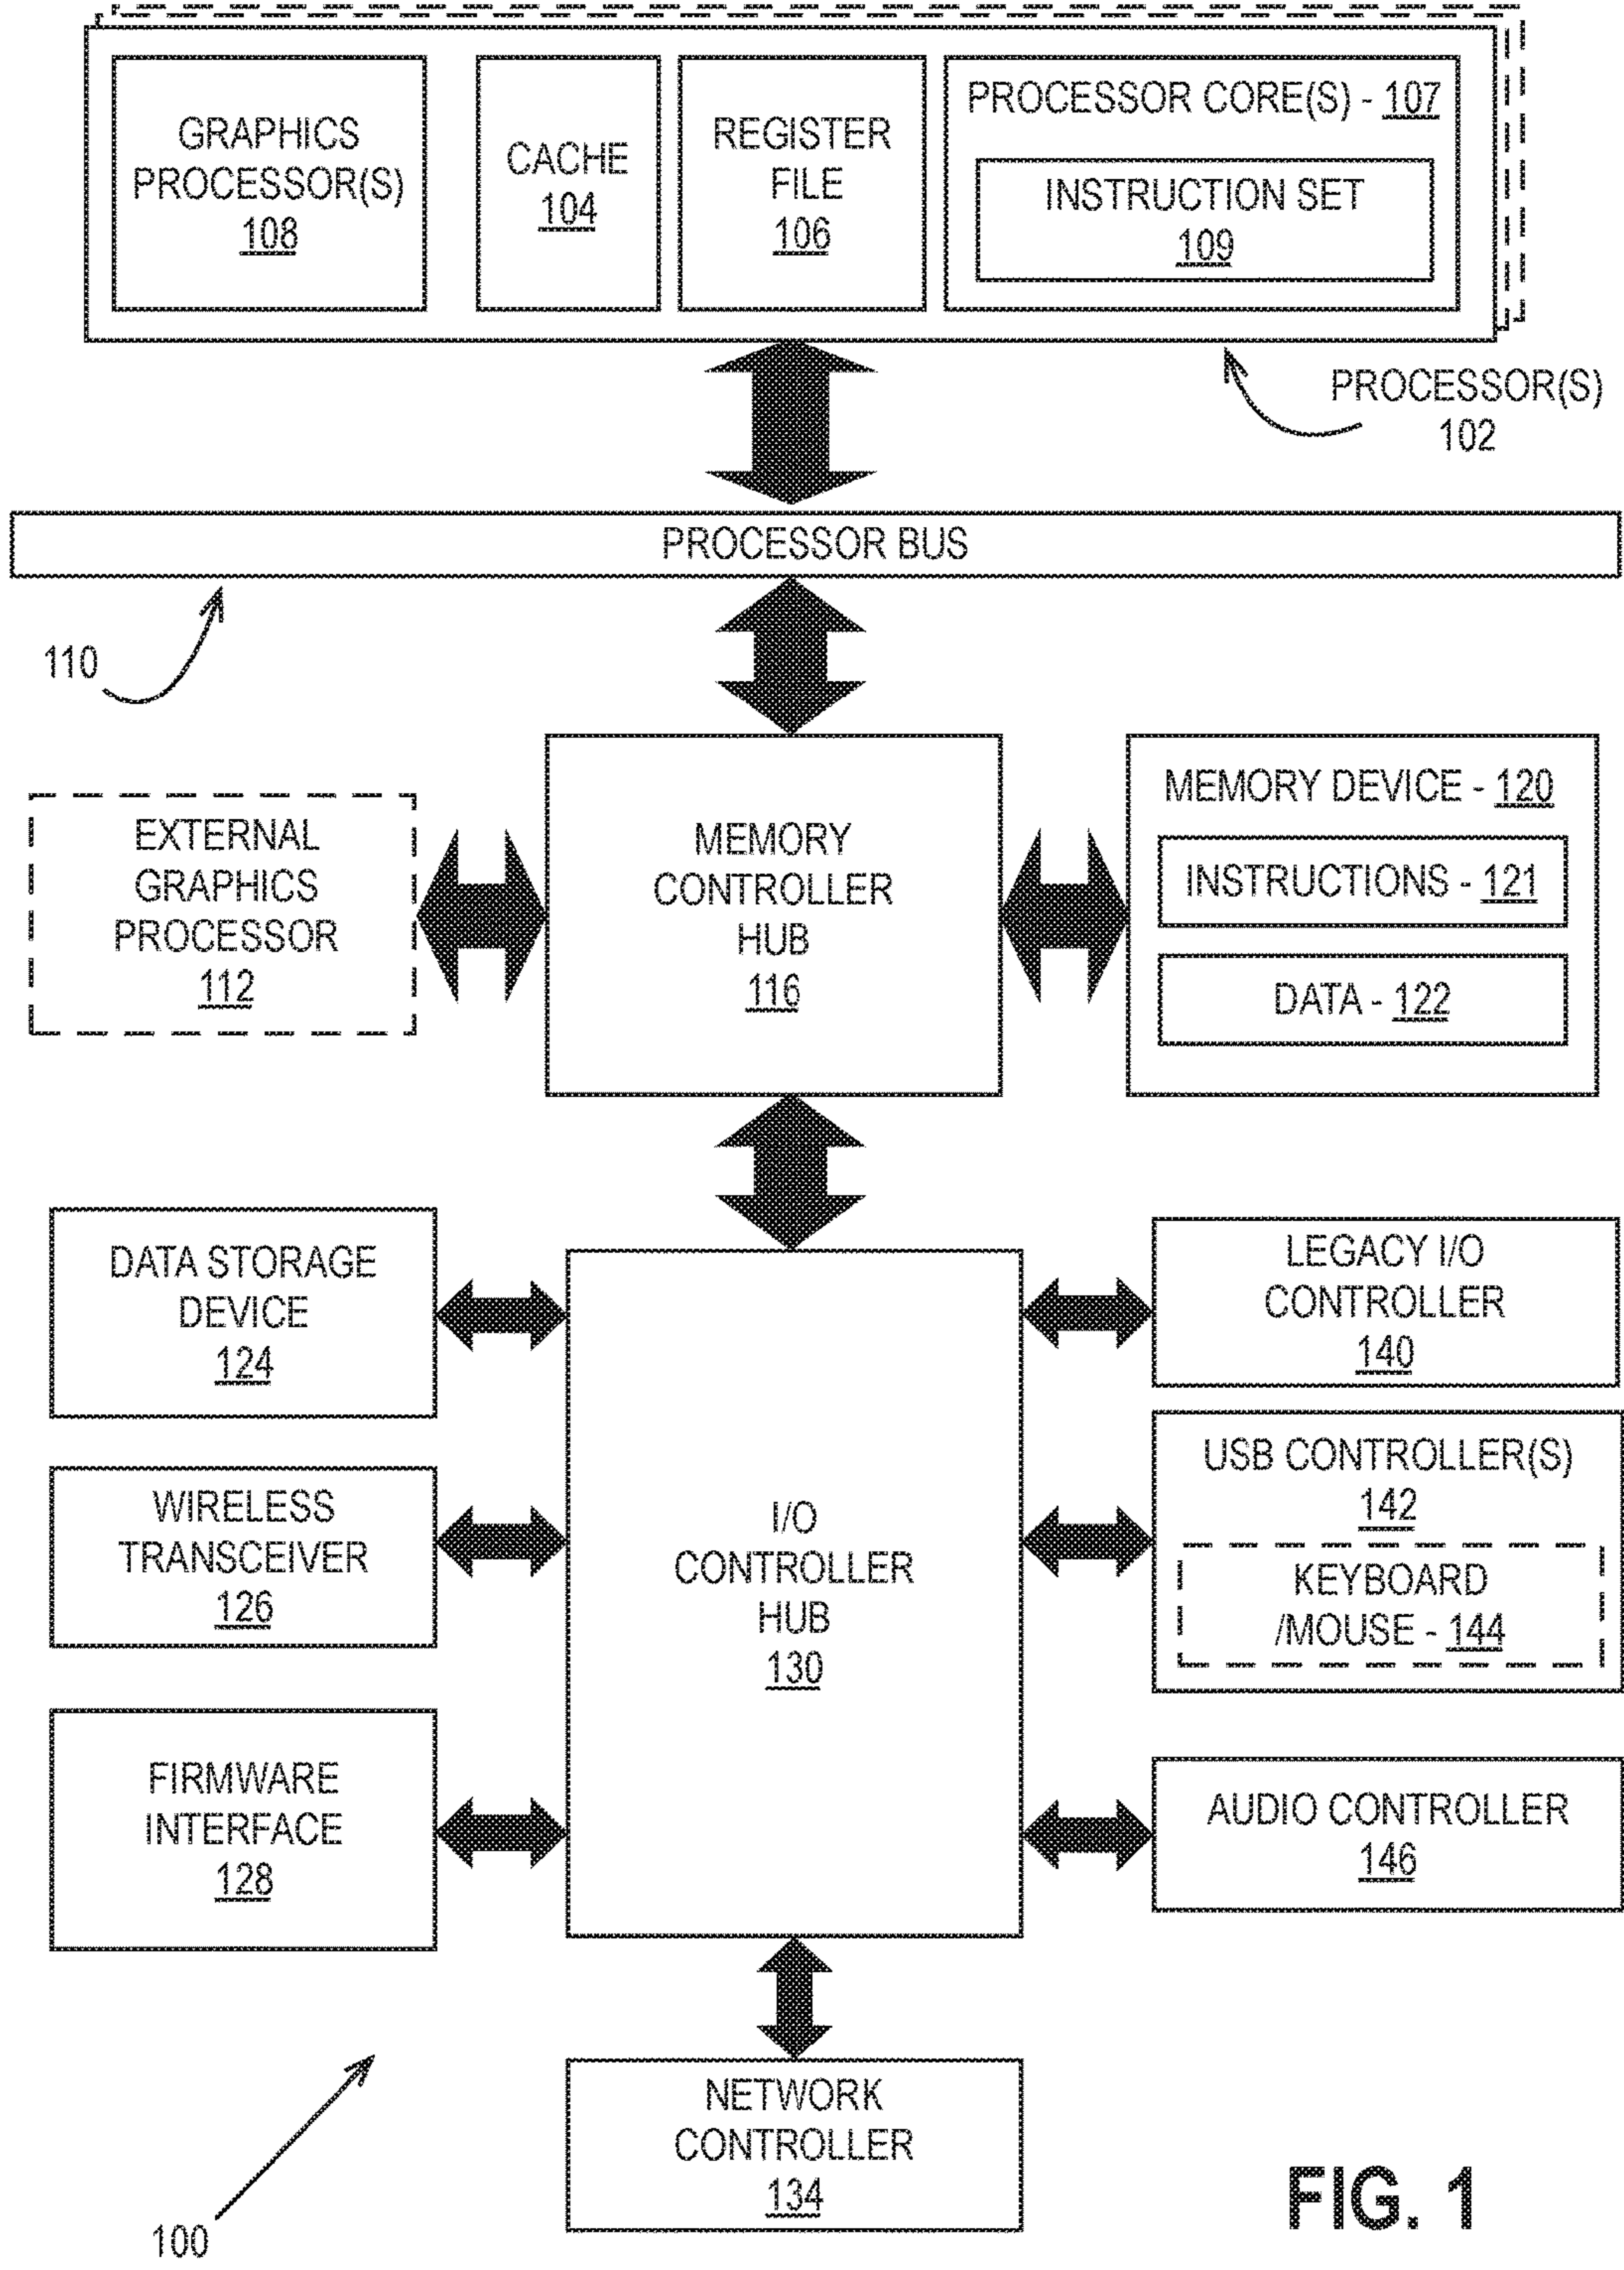 GRAPHICS
PROCESSOR(S)
108
CACHE
104
REGISTER
FILE
106
PROCESSOR CORE(S) - 107
INSTRUCTION SET
109
PROCESSOR(S)
102
PROCESSOR BUS
110
EXTERNAL
GRAPHICS
PROCESSOR
112
MEMORY
CONTROLLER
HUB
116
MEMORY DEVICE - 120
INSTRUCTIONS - 121
DATA - 122
DATA STORAGE
DEVICE
124
WIRELESS
TRANSCEIVER
126
FIRMWARE
INTERFACE
128
I/O
CONTROLLER
HUB
130
LEGACY I/O
CONTROLLER
140
USB CONTROLLER(S)
142
KEYBOARD
/MOUSE - 144
AUDIO CONTROLLER
146
NETWORK
CONTROLLER
134
100
FIG. 1